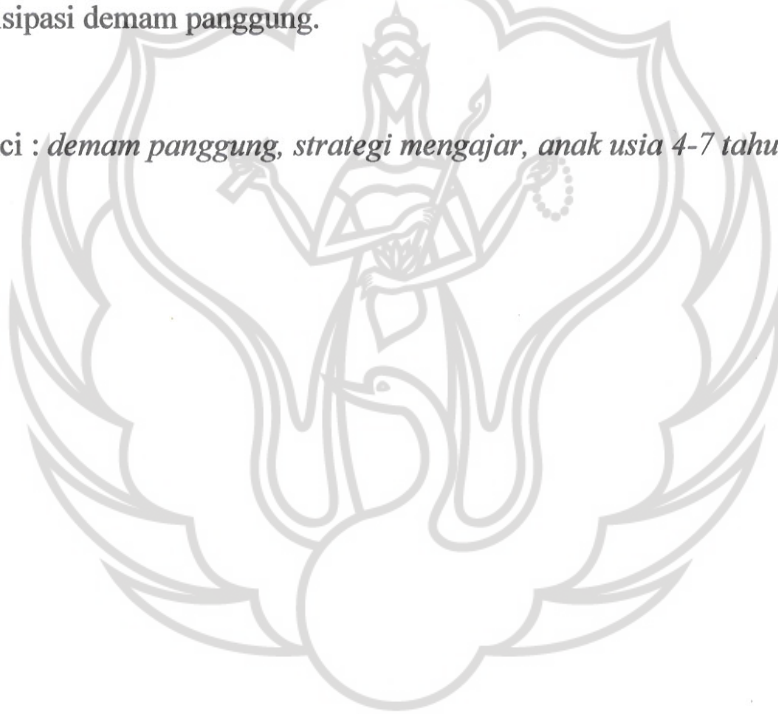 sipasi demam panggung.
ci : demam panggung, strategi mengajar, anak usia 4-7 tahu